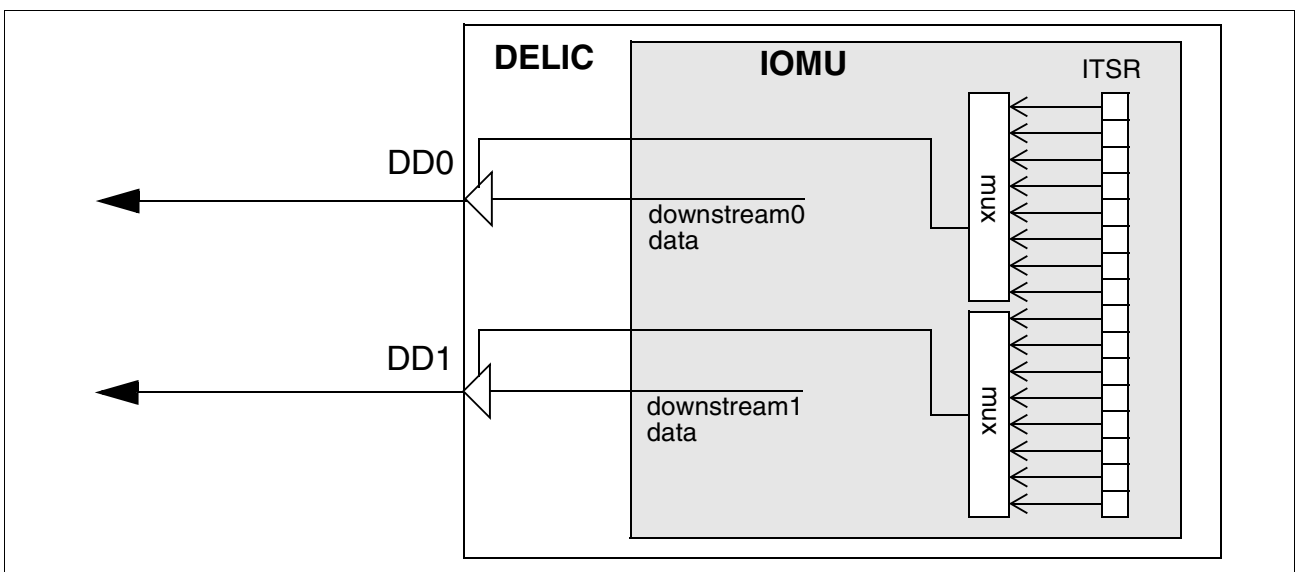 DELIC
IOMU
ITSR
DD0
mux
downstream0
data
DD1
mux
downstream1
data